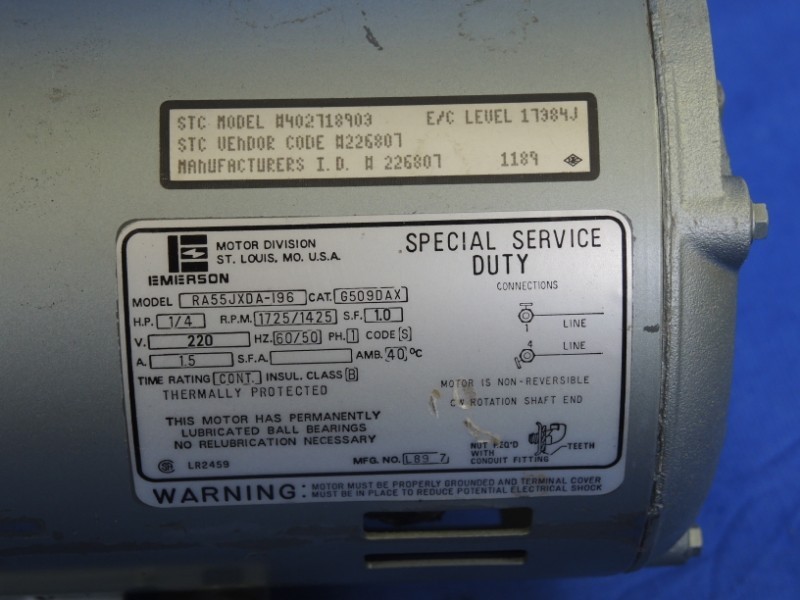 STC MODEL #402718903 E/C LEVEL 17384J
STC VENDOR CODE #226807
MANUFACTURERS I.D. # 226807 1189
EMERSON
MOTOR DIVISION
ST. LOUIS, MO. U.S.A.
SPECIAL SERVICE
DUTY
MODEL RA55JXDA-196 CAT. G509DAX
H.P. 1/4 R.P.M. 1725/1425 S.F. 1.0
V. 220 HZ. 60/50 PH. 1 CODE S
A. 1.5 S.F.A. AMB. 40 °C
TIME RATING CONT. INSUL. CLASS B
THERMALLY PROTECTED
THIS MOTOR HAS PERMANENTLY
LUBRICATED BALL BEARINGS
NO RELUBRICATION NECESSARY
LR2459
MFG. NO. L89 7
CONNECTIONS
1 LINE
4 LINE
MOTOR IS NON-REVERSIBLE
ROTATION SHAFT END
NUT REQ'D
WITH TEETH
CONDUIT FITTING
WARNING: MOTOR MUST BE PROPERLY GROUNDED AND TERMINAL COVER
MUST BE IN PLACE TO REDUCE POTENTIAL ELECTRICAL SHOCK